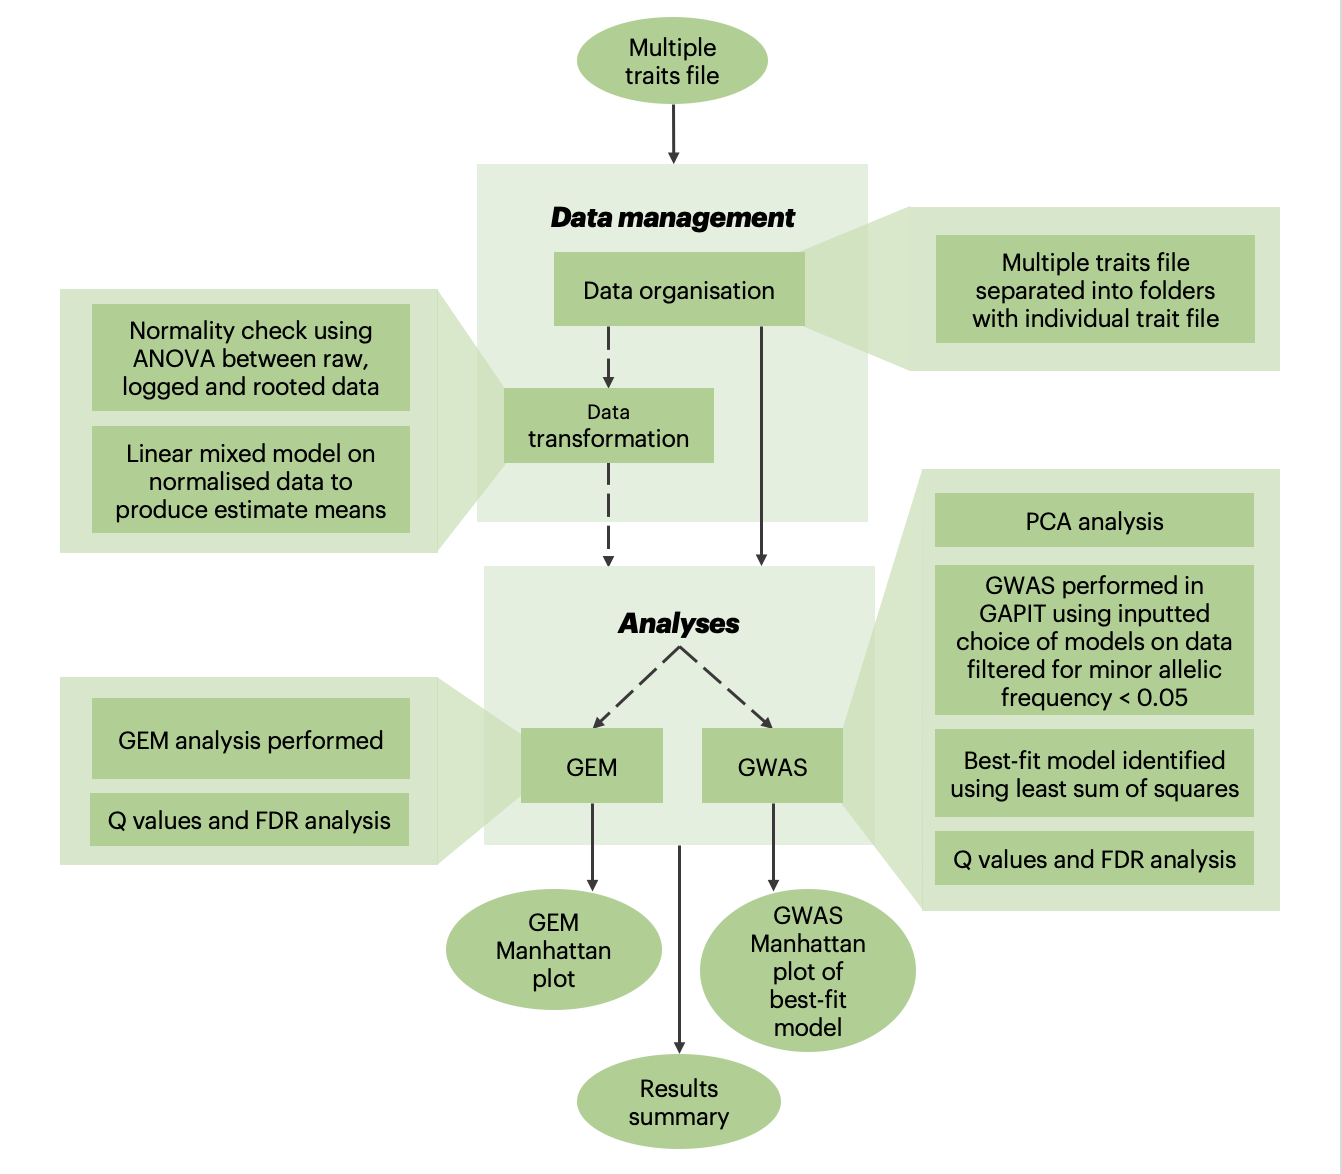 Multiple
traits file
Data management
Data organisation
Multiple traits file
separated into folders
with individual trait file
Normality check using
ANOVA between raw,
logged and rooted data
Linear mixed model on
normalised data to
produce estimate means
Data
transformation
Analyses
PCA analysis
GWAS performed in
GAPIT using inputted
choice of models on data
filtered for minor allelic
frequency < 0.05
Best-fit model identified
using least sum of squares
Q values and FDR analysis
GEM analysis performed
Q values and FDR analysis
GEM
GWAS
GEM
Manhattan
plot
GWAS
Manhattan
plot of
best-fit
model
Results
summary